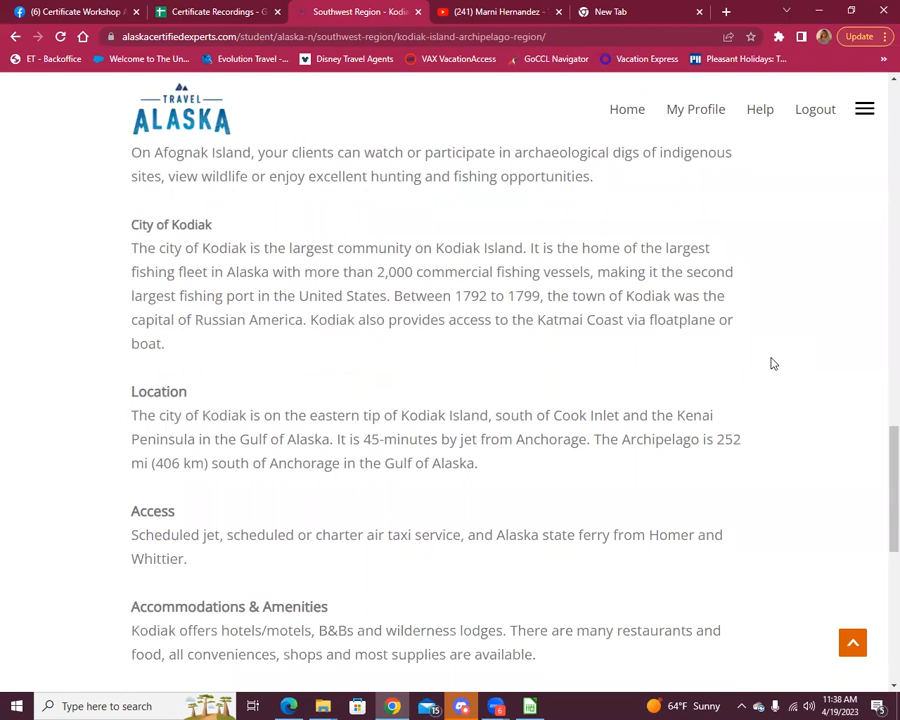 (6) Certificate Workshop A
Certificate Recordings - G
Southwest Region - Kodia
(241) Marni Hernandez -
New Tab
alaskacertifiedexperts.com/student/alaska-n/southwest-region/kodiak-island-archipelago-region/
Update
ET - Backoffice
Welcome to The Un...
Evolution Travel -...
Disney Travel Agents
VAX VacationAccess
GoCCL Navigator
Vacation Express
Pleasant Holidays: T...
TRAVEL
ALASKA
Home
My Profile
Help
Logout
On Afognak Island, your clients can watch or participate in archaeological digs of indigenous
sites, view wildlife or enjoy excellent hunting and fishing opportunities.
City of Kodiak
The city of Kodiak is the largest community on Kodiak Island. It is the home of the largest
fishing fleet in Alaska with more than 2,000 commercial fishing vessels, making it the second
largest fishing port in the United States. Between 1792 to 1799, the town of Kodiak was the
capital of Russian America. Kodiak also provides access to the Katmai Coast via floatplane or
boat.
Location
The city of Kodiak is on the eastern tip of Kodiak Island, south of Cook Inlet and the Kenai
Peninsula in the Gulf of Alaska. It is 45-minutes by jet from Anchorage. The Archipelago is 252
mi (406 km) south of Anchorage in the Gulf of Alaska.
Access
Scheduled jet, scheduled or charter air taxi service, and Alaska state ferry from Homer and
Whittier.
Accommodations & Amenities
Kodiak offers hotels/motels, B&Bs and wilderness lodges. There are many restaurants and
food, all conveniences, shops and most supplies are available.
Type here to search
15
6
64°F Sunny
11:38 AM
4/19/2023
5